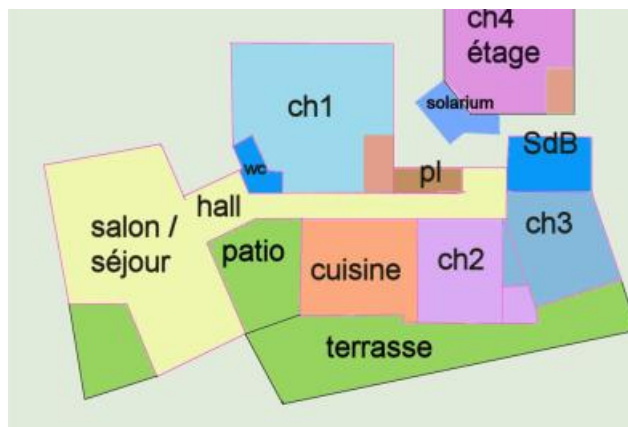 ch4
étage
solarium
ch1
SdB
wc
pl
hall
ch3
salon /
séjour
patio
cuisine
ch2
terrasse